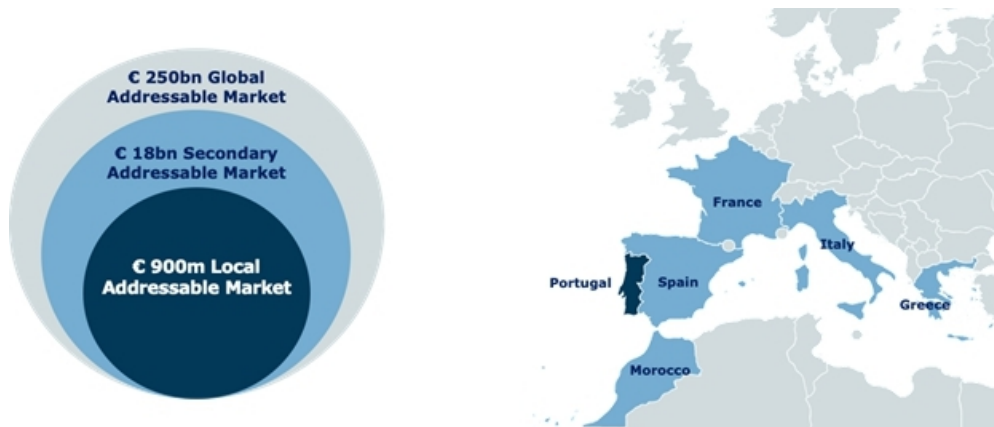 € 250bn Global
Addressable Market
€ 18bn Secondary
Addressable Market
€ 900m Local
Addressable Market
France
Italy
Portugal
Spain
Greece
Morocco